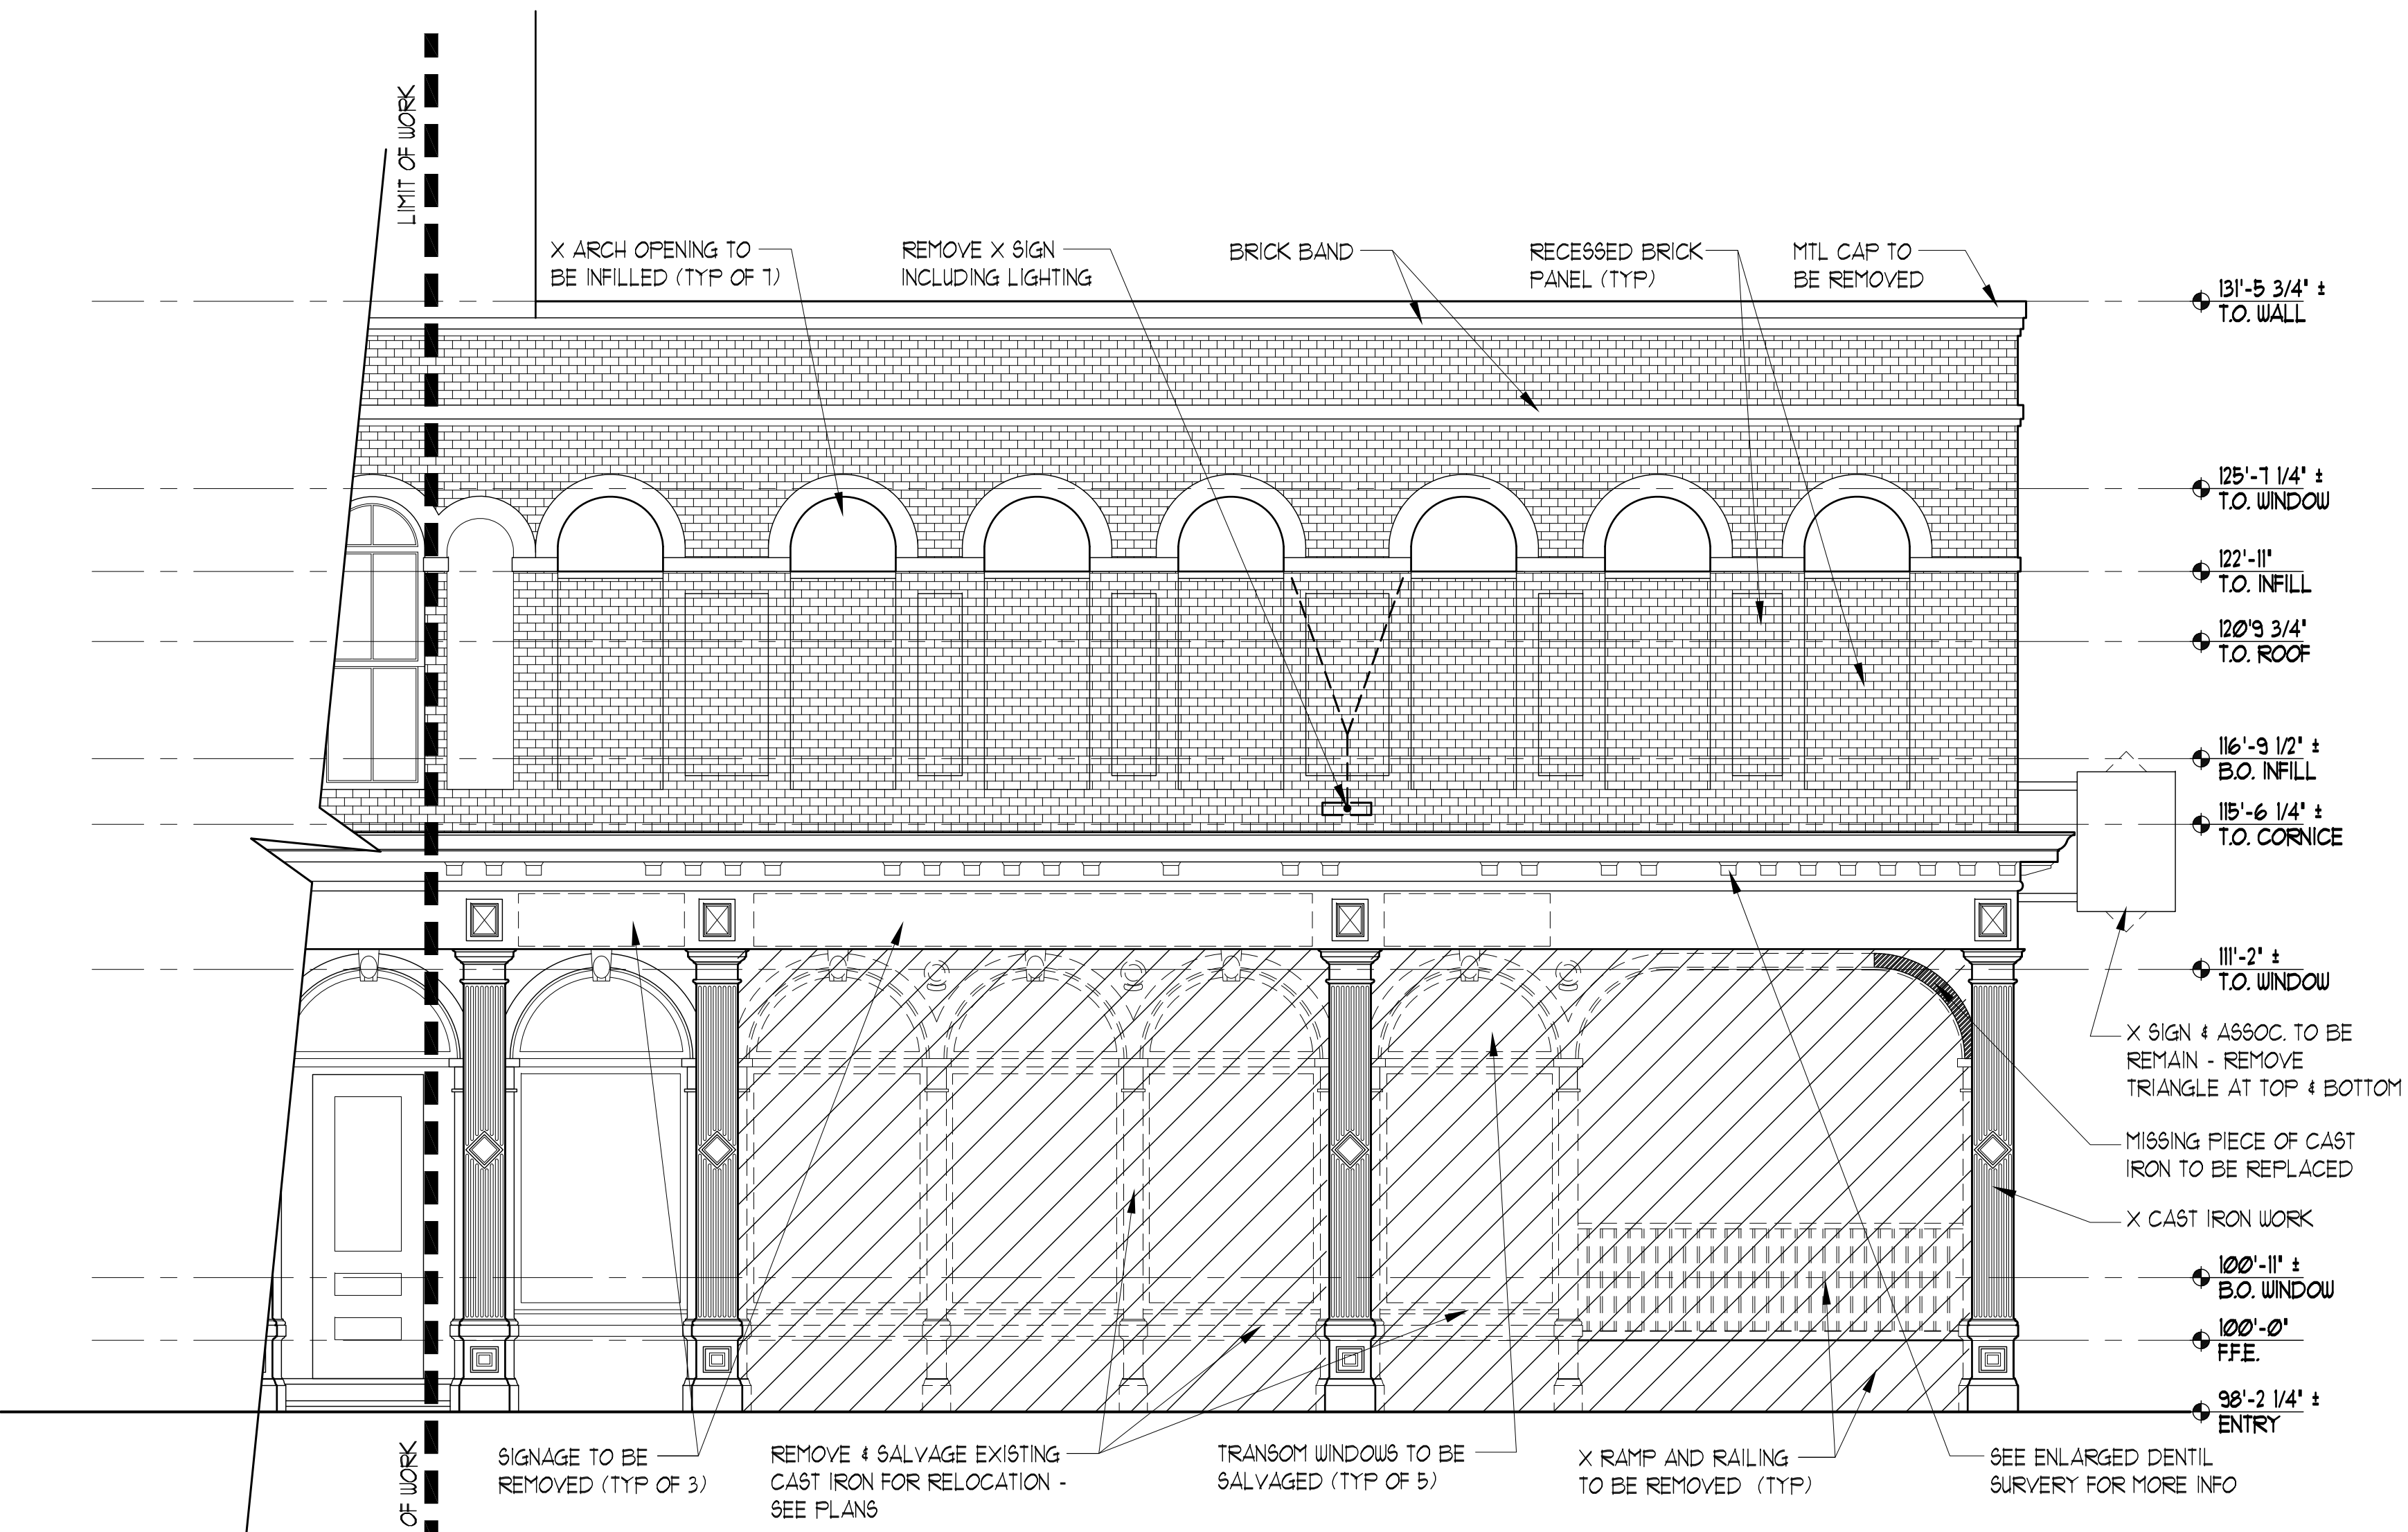 LIMIT OF WORK
X ARCH OPENING TO
BE INFILLED (TYP OF 7)
REMOVE X SIGN
INCLUDING LIGHTING
BRICK BAND
RECESSED BRICK
PANEL (TYP)
MTL CAP TO
BE REMOVED
131'-5 3/4" ±
T.O. WALL
125'-7 1/4" ±
T.O. WINDOW
122'-11"
T.O. INFILL
120'9 3/4"
T.O. ROOF
116'-9 1/2" ±
B.O. INFILL
115'-6 1/4" ±
T.O. CORNICE
111'-2" ±
T.O. WINDOW
X SIGN & ASSOC. TO BE
REMAIN - REMOVE
TRIANGLE AT TOP & BOTTOM
MISSING PIECE OF CAST
IRON TO BE REPLACED
X CAST IRON WORK
100'-11" ±
B.O. WINDOW
100'-0"
F.F.E.
98'-2 1/4" ±
ENTRY
OF WORK
SIGNAGE TO BE
REMOVED (TYP OF 3)
REMOVE & SALVAGE EXISTING
CAST IRON FOR RELOCATION -
SEE PLANS
TRANSOM WINDOWS TO BE
SALVAGED (TYP OF 5)
X RAMP AND RAILING
TO BE REMOVED (TYP)
SEE ENLARGED DENTIL
SURVERY FOR MORE INFO